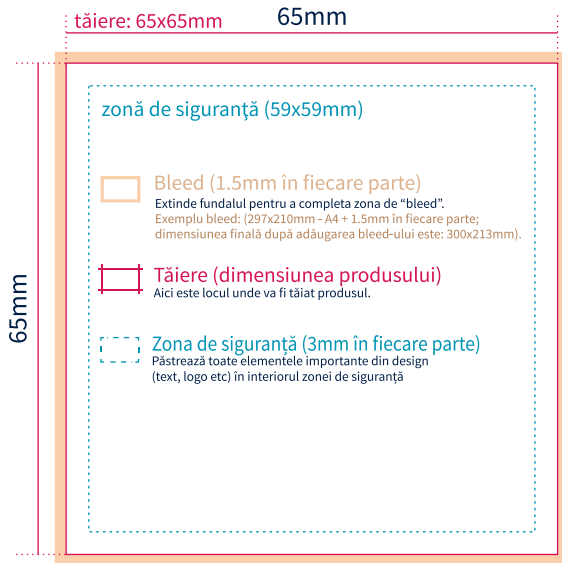 tăiere: 65x65mm
65mm
65mm
zonă de siguranţă (59x59mm)
Bleed (1.5mm în fiecare parte)
Extinde fundalul pentru a completa zona de “bleed”.
Exemplu bleed: (297x210mm - A4 + 1.5mm în fiecare parte;
dimensiunea finală după adăugarea bleed-ului este: 300x213mm).
Tăiere (dimensiunea produsului)
Aici este locul unde va fi tăiat produsul.
Zona de siguranță (3mm în fiecare parte)
Păstrează toate elementele importante din design
(text, logo etc) în interiorul zonei de siguranţă